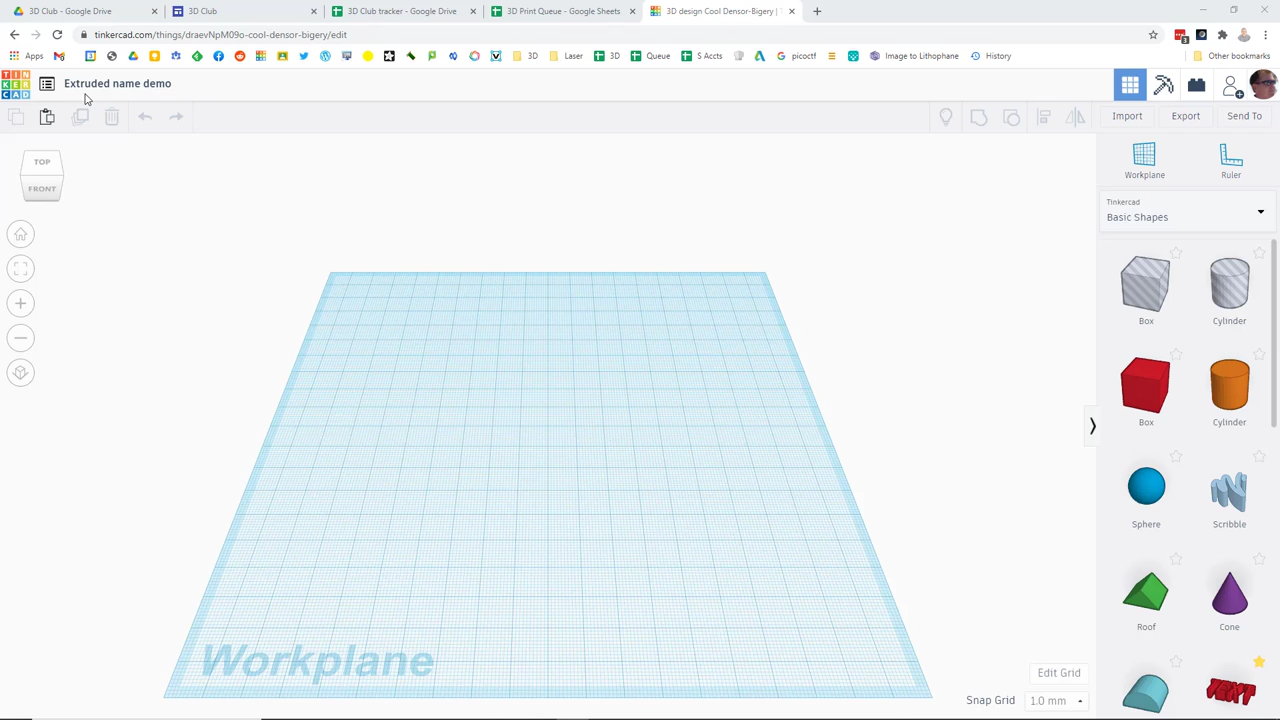 3D Club - Google Drive
3D Club
3D Club tracker - Google Drive
3D Print Queue - Google Sheets
3D design Cool Densor-Bigery | T
tinkercad.com/things/draevNpM09o-cool-densor-bigery/edit
Apps
3D
Laser
3D
Queue
5 Accts
picoctf
Image to Lithophane
History
Other bookmarks
TIN
KER
CAD
Extruded name demo
Import
Export
Send To
TOP
FRONT
Workplane
Ruler
Tinkercad
Basic Shapes
Box
Cylinder
Box
Cylinder
Sphere
Scribble
Roof
Cone
TEXT
Workplane
Edit Grid
Snap Grid
1.0 mm